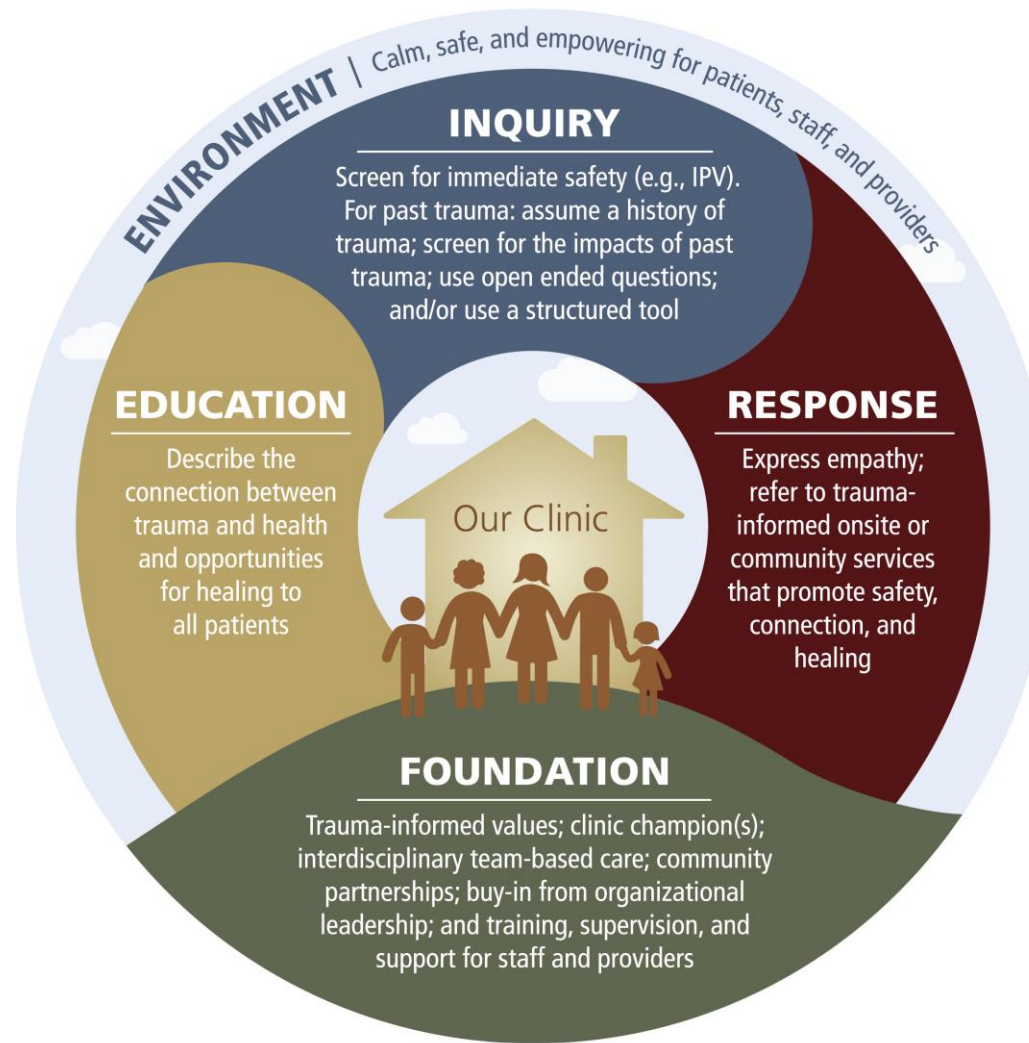 ENVIRONMENT | Calm, safe, and empowering for patients, staff, and providers
INQUIRY
Screen for immediate safety (e.g., IPV).
For past trauma: assume a history of
trauma; screen for the impacts of past
trauma; use open ended questions;
and/or use a structured tool
EDUCATION
Describe the
connection between
trauma and health
and opportunities
for healing to
all patients
RESPONSE
Express empathy;
refer to trauma-
informed onsite or
community services
that promote safety,
connection, and
healing
Our Clinic
FOUNDATION
Trauma-informed values; clinic champion(s);
interdisciplinary team-based care; community
partnerships; buy-in from organizational
leadership; and training, supervision, and
support for staff and providers